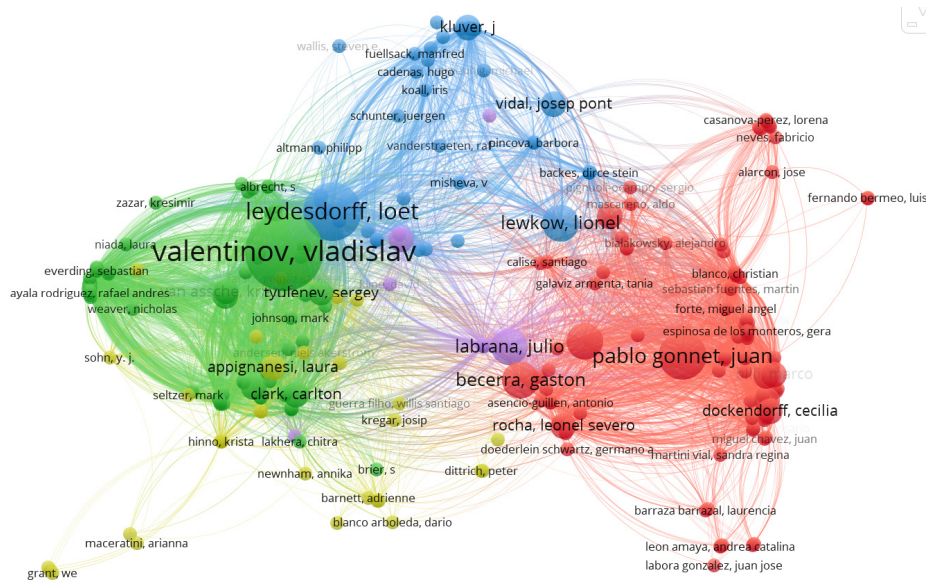 kluver, j
wallis, steven e.
fuellsack, manfred
cadenas, hugo
koall, iris
vidal, josep pont
schunter, juergen
casanova-perez, lorena
neves, fabricio
altmann, philipp
vanderstraeten, raf
pincova, barbora
backes, dirce stein
alarcon, jose
misheva, v
pignuoli-ocampo, sergio
albrecht, s
mascareno, aldo
fernando bermeo, luis
zazar, kresimir
leydesdorff, loet
lewkow, lionel
niada, laura
valentinov, vladislav
bialakowsky, alejandro
calise, santiago
everding, sebastian
blanco, christian
galaviz armenta, tania
sebastian fuentes, martin
ayala rodriguez, rafael andres
tyulenev, sergey
weaver, nicholas
forte, miguel angel
johnson, mark
espinosa de los monteros, gera
labrana, julio
pablo gonnet, juan
sohn, y. j.
appignanesi, laura
becerra, gaston
seltzer, mark
clark, carlton
guerra filho, willis santiago
asencio-guillen, antonio
dockendorff, cecilia
kregar, josip
rocha, leonel severo
hinno, krista
lakhera, chitra
miguel chavez, juan
doederlein schwartz, germano a
martini vial, sandra regina
newnham, annika
brier, s
dittrich, peter
barnett, adrienne
barraza barrazal, laurencia
blanco arboleda, dario
maceratini, arianna
leon amaya, andrea catalina
labora gonzalez, juan jose
grant, we